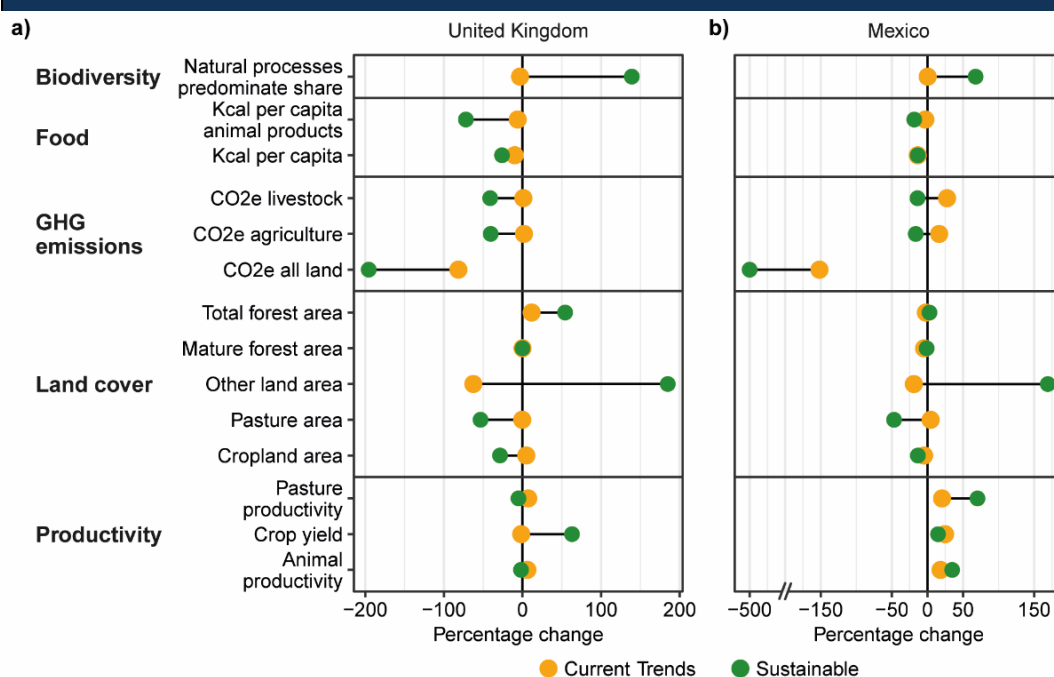 a)
United Kingdom
b)
Mexico
Biodiversity
Natural processes
predominate share
Food
Kcal per capita
animal products
Kcal per capita
GHG
emissions
CO2e livestock
CO2e agriculture
CO2e all land
Land cover
Total forest area
Mature forest area
Other land area
Pasture area
Cropland area
Productivity
Pasture
productivity
Crop yield
Animal
productivity
−200 −100 0 100 200
Percentage change
−500 −150 −50 0 50 150
Percentage change
Current Trends Sustainable